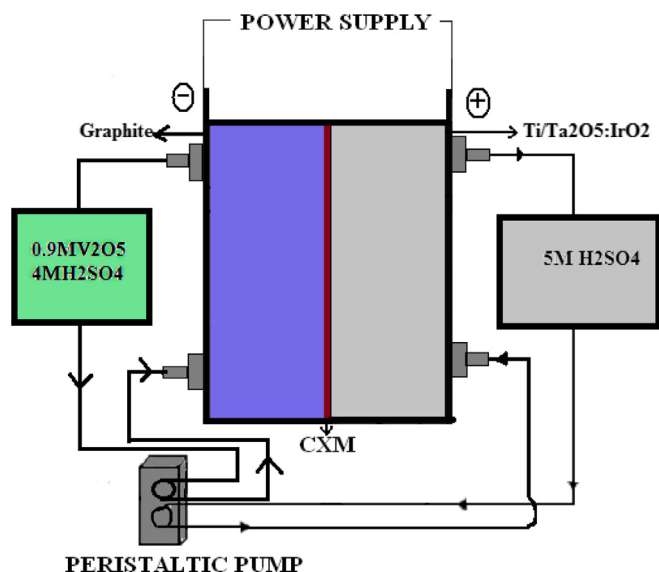 POWER SUPPLY
⊖
⊕
Graphite
Ti/Ta2O5:IrO2
0.9MV2O5
4MH2SO4
5M H2SO4
CXM
PERISTALTIC PUMP